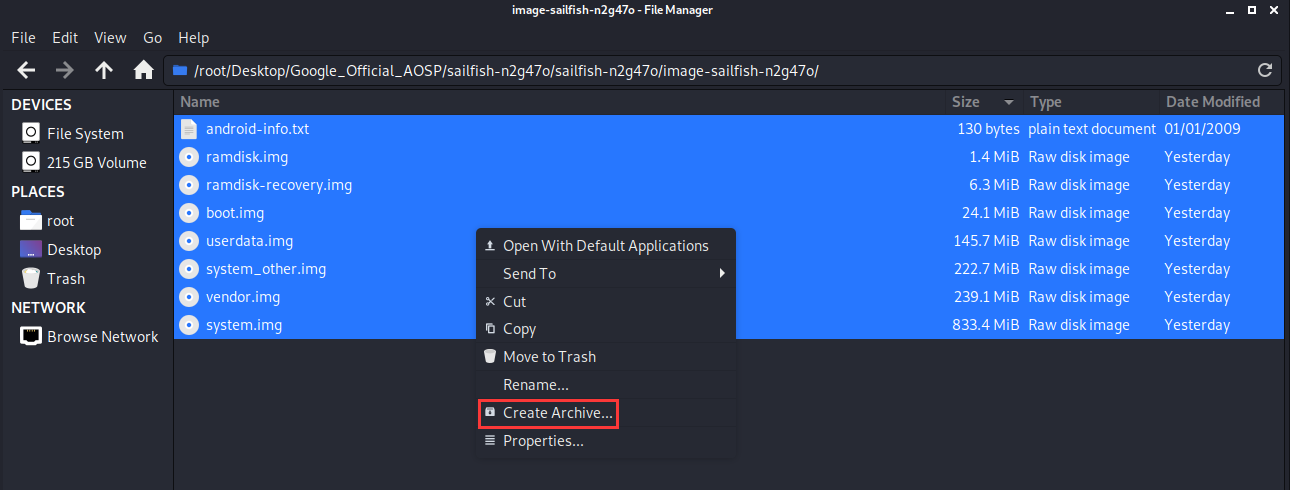 image-sailfish-n2g47o - File Manager
File Edit View Go Help
/root/Desktop/Google_Official_AOSP/sailfish-n2g47o/sailfish-n2g47o/image-sailfish-n2g47o/
DEVICES
File System
215 GB Volume
PLACES
root
Desktop
Trash
NETWORK
Browse Network
Name Size Type Date Modified
android-info.txt 130 bytes plain text document 01/01/2009
ramdisk.img 1.4 MiB Raw disk image Yesterday
ramdisk-recovery.img 6.3 MiB Raw disk image Yesterday
boot.img 24.1 MiB Raw disk image Yesterday
userdata.img 145.7 MiB Raw disk image Yesterday
system_other.img 222.7 MiB Raw disk image Yesterday
vendor.img 239.1 MiB Raw disk image Yesterday
system.img 833.4 MiB Raw disk image Yesterday
Open With Default Applications
Send To
Cut
Copy
Move to Trash
Rename...
Create Archive...
Properties...